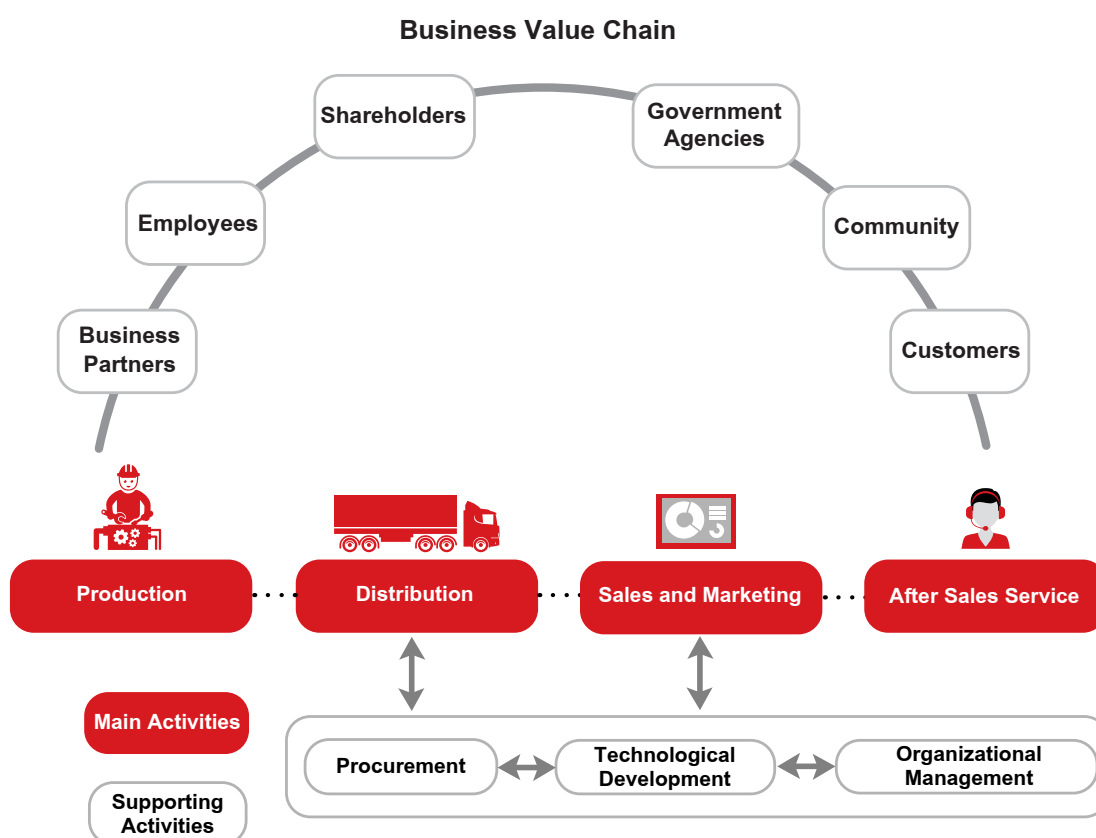 Business Value Chain
Shareholders
Government
Agencies
Employees
Community
Business
Partners
Customers
Production
Distribution
Sales and Marketing
After Sales Service
Main Activities
Procurement
Technological
Development
Organizational
Management
Supporting
Activities